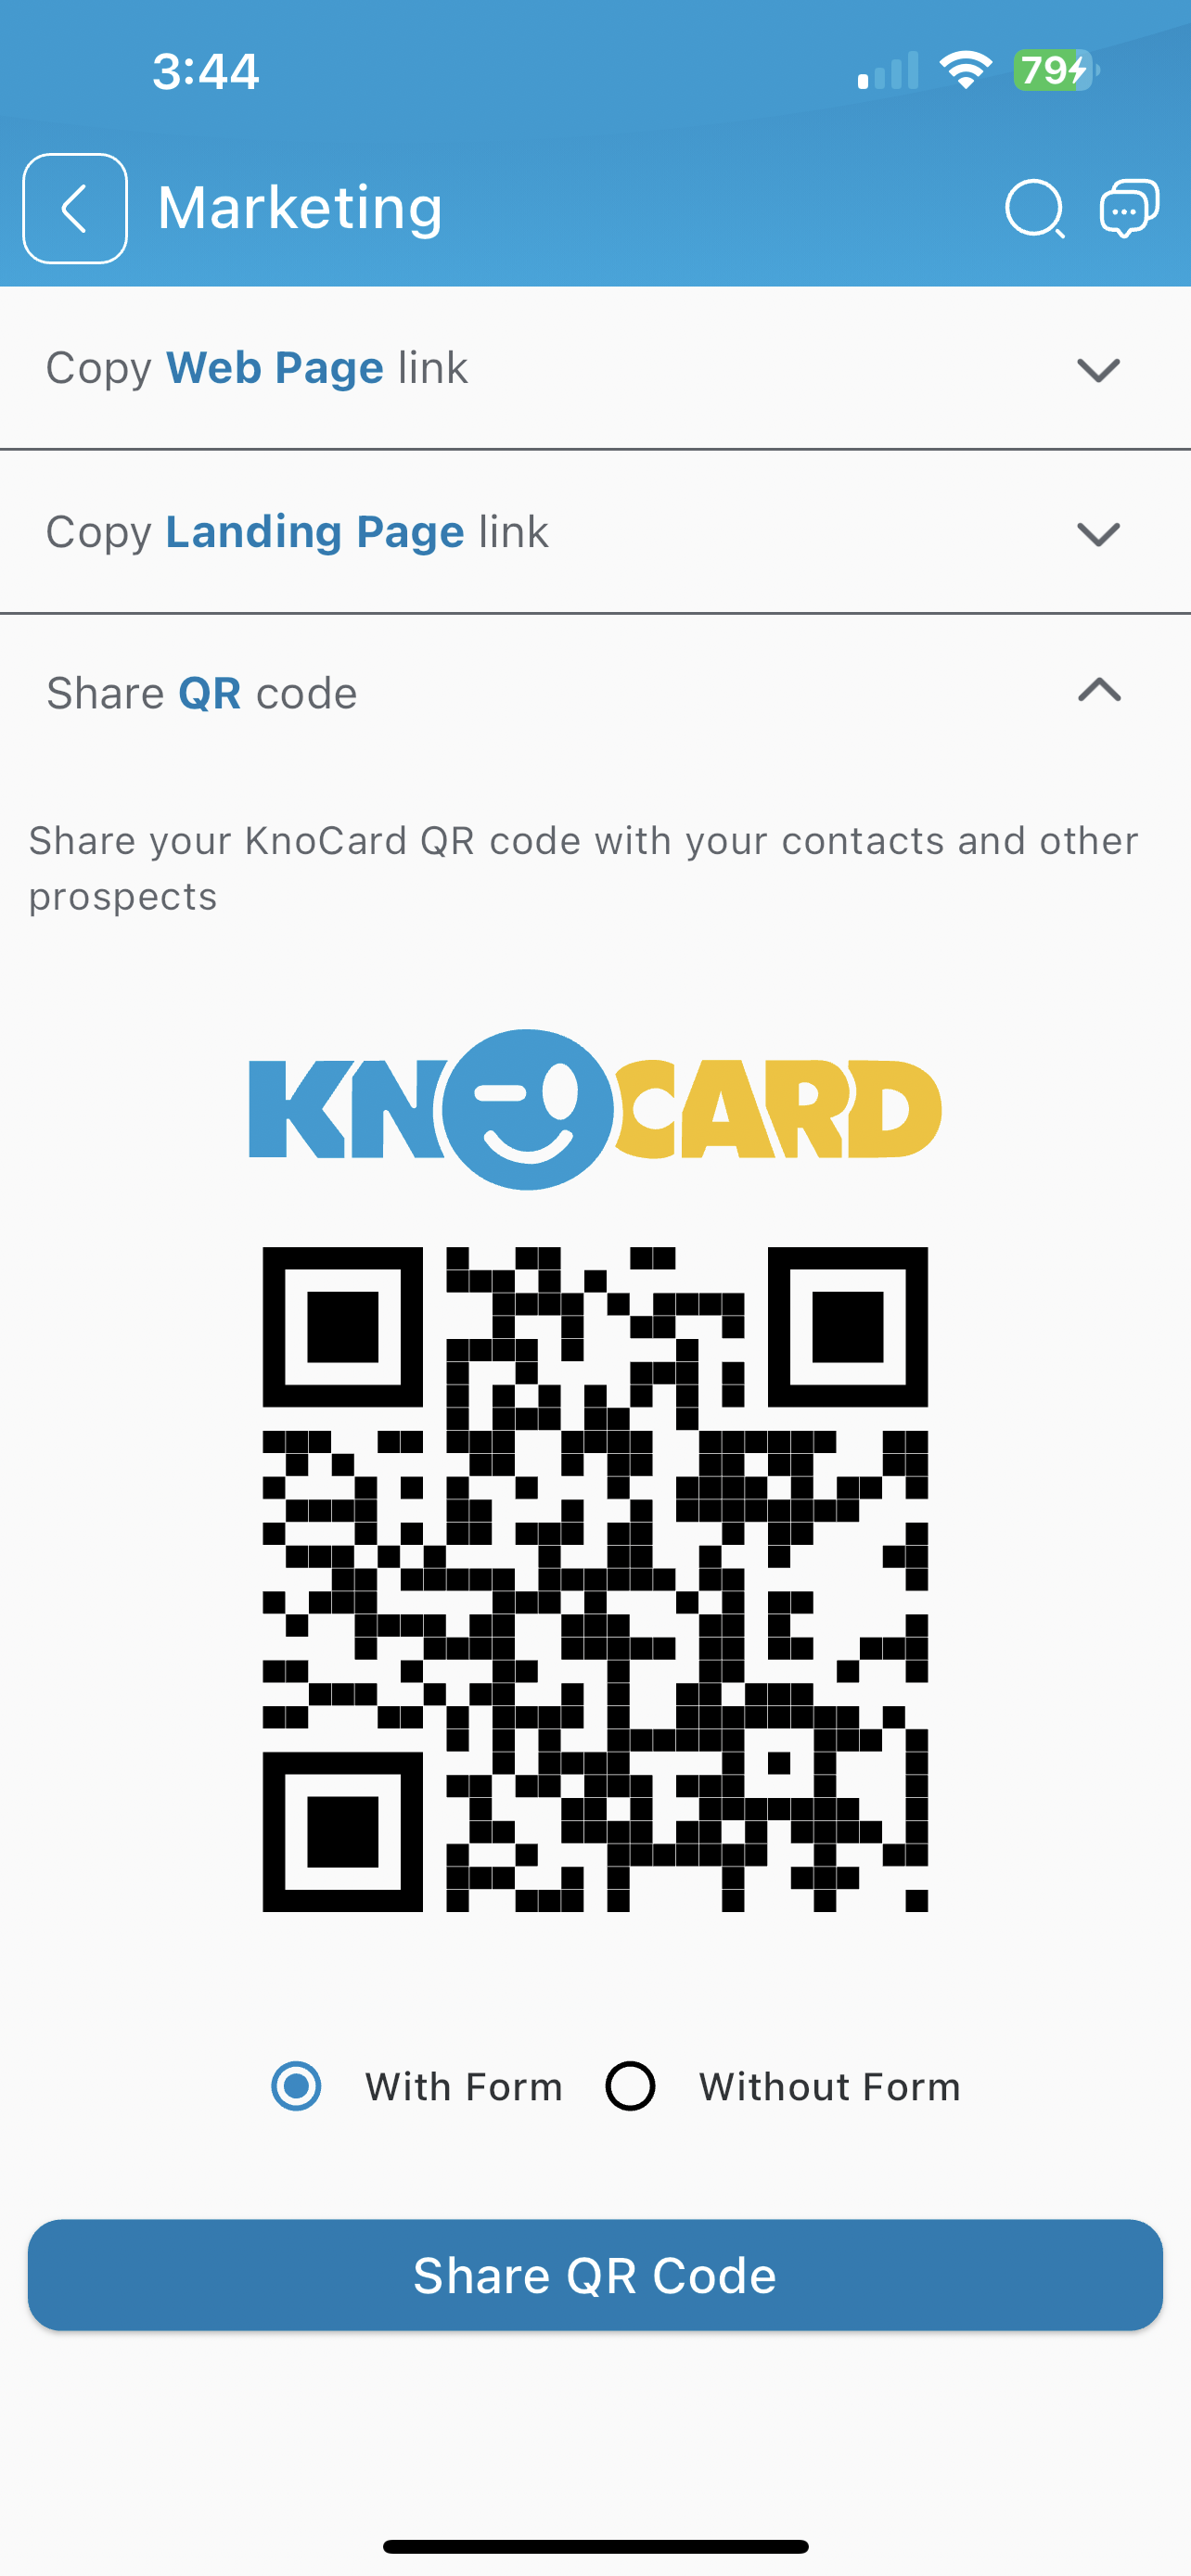 3:44
79
Marketing
Copy Web Page link
Copy Landing Page link
Share QR code
Share your KnoCard QR code with your contacts and other
prospects
KNOCARD
With Form
Without Form
Share QR Code